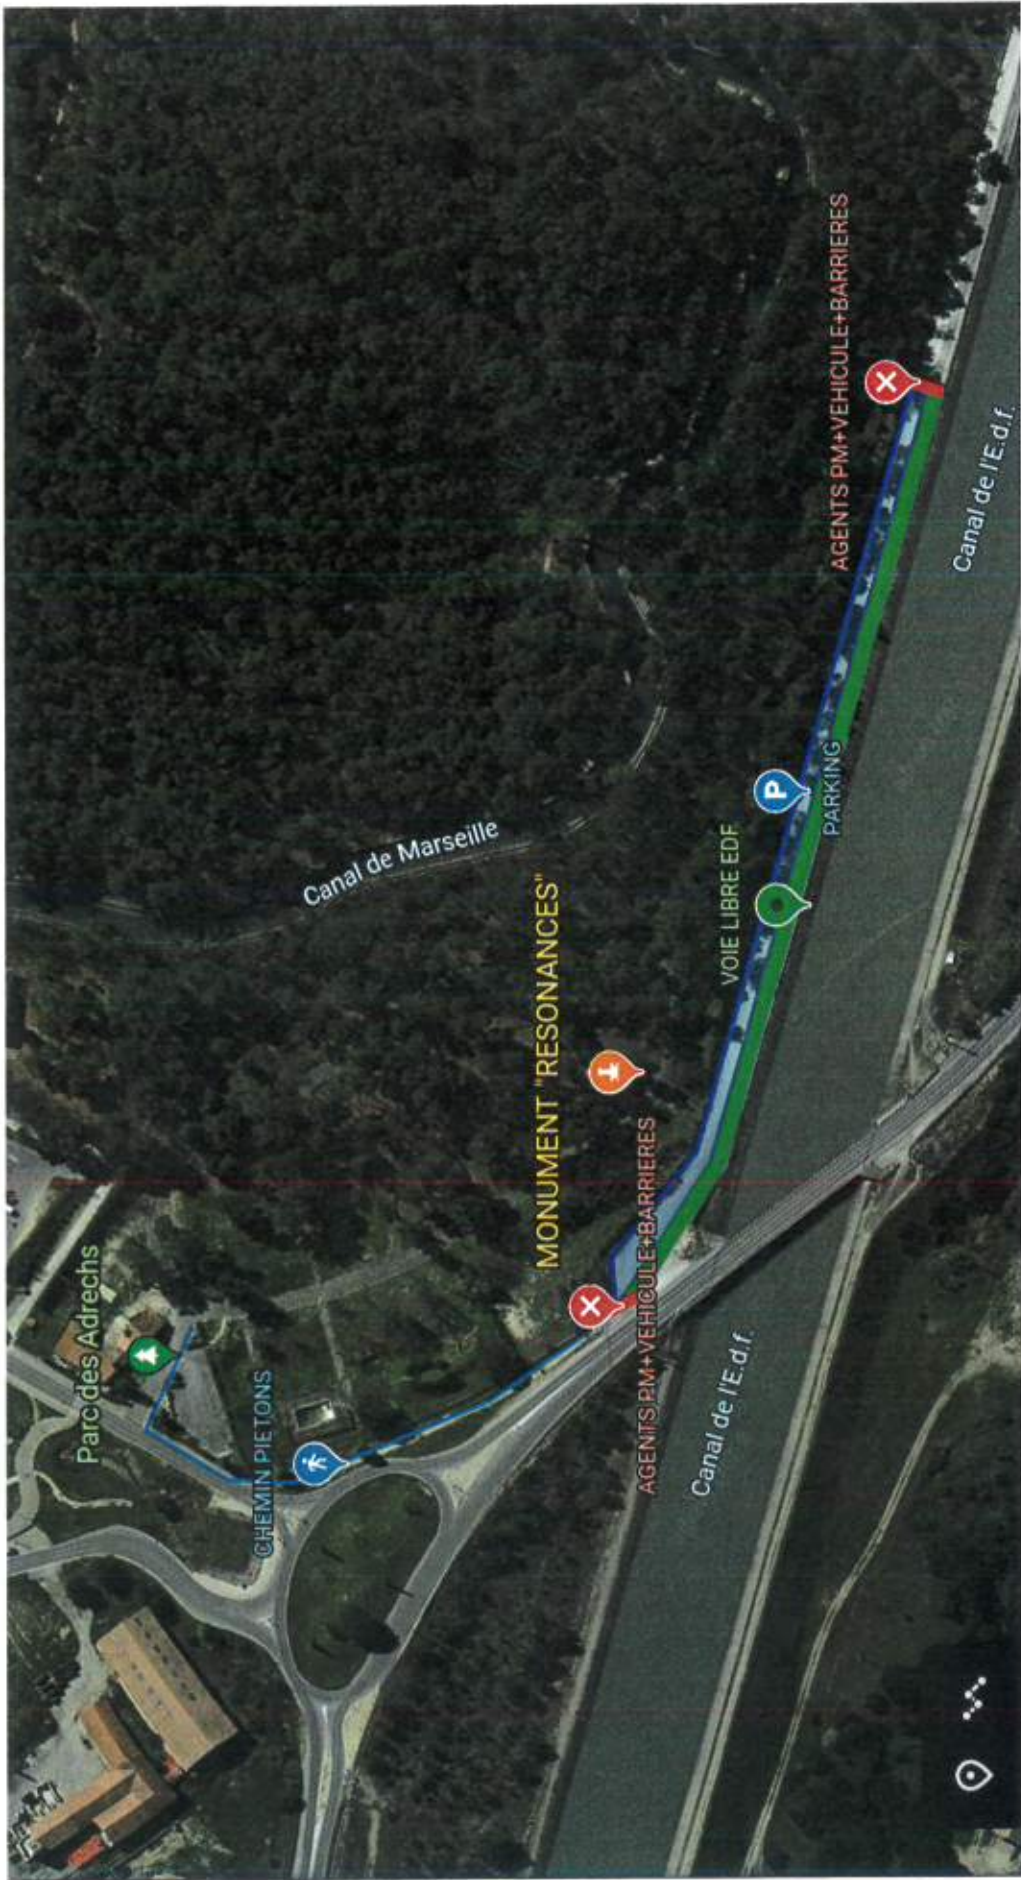 Parc des Adrechs
CHEMIN PIETONS
Canal de Marseille
MONUMENT "RESONANCES"
AGENTS PM+VEHICULE+BARRIERES
VOIE LIBRE EDF
P
PARKING
AGENTS PM+VEHICULE+BARRIERES
Canal de l'E.d.f.
Canal de l'E.d.f.